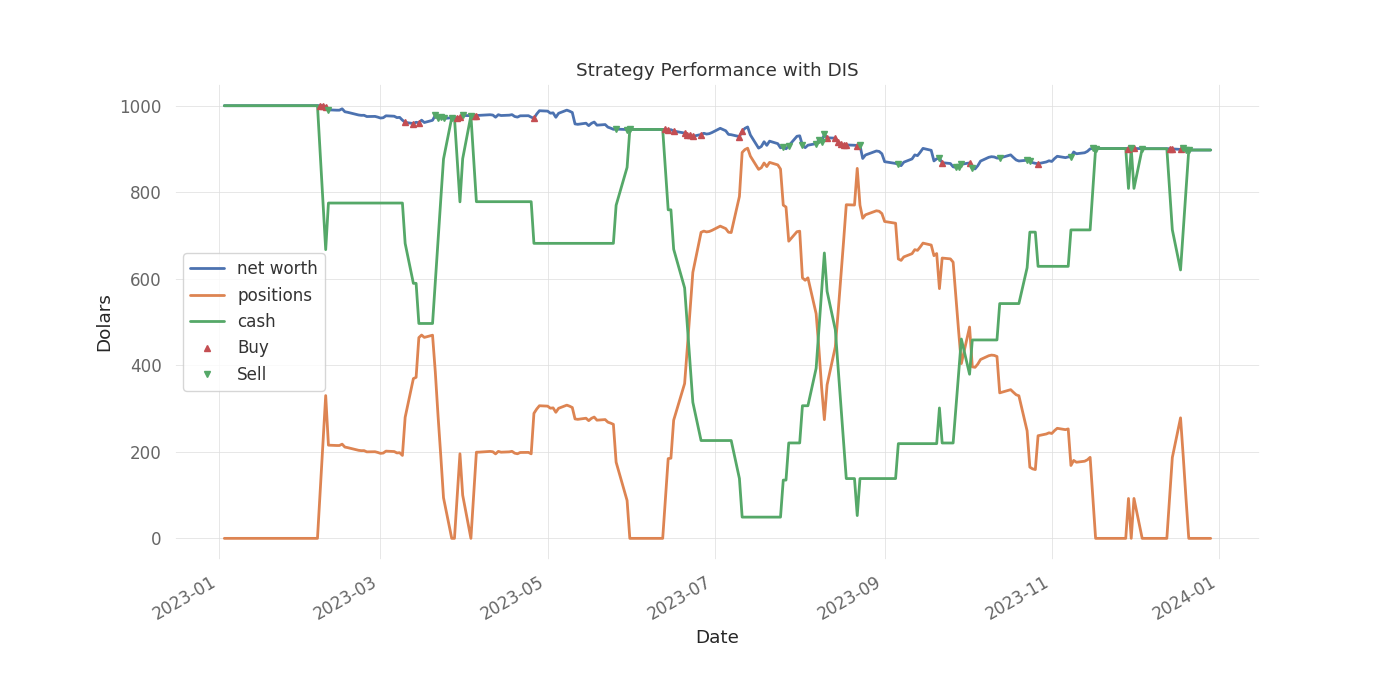 Strategy Performance with DIS
1000
800
600
400
200
0
Dolars
net worth
positions
cash
Buy
Sell
2023-01
2023-03
2023-05
2023-07
2023-09
2023-11
2024-01
Date